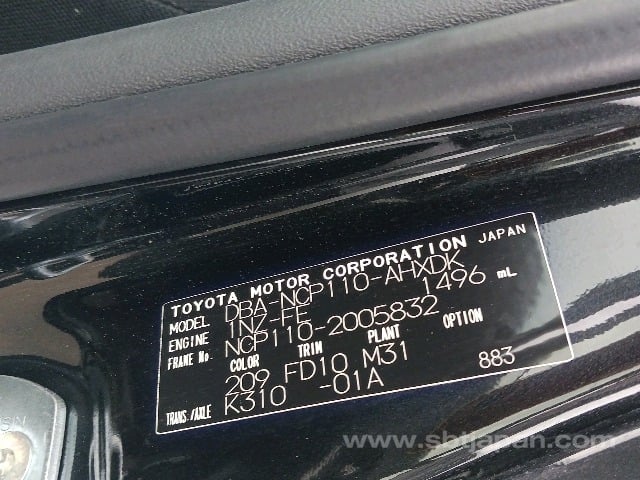 TOYOTA MOTOR CORPORATION JAPAN
MODEL DBA-NCP110-AHXDK
ENGINE 1NZ-FE 1496 mL
FRAME No. NCP110-2005832
COLOR TRIM PLANT OPTION
209 FD10 M31 883
TRANS./AXLE K310 -01A
www.sbtjapan.com